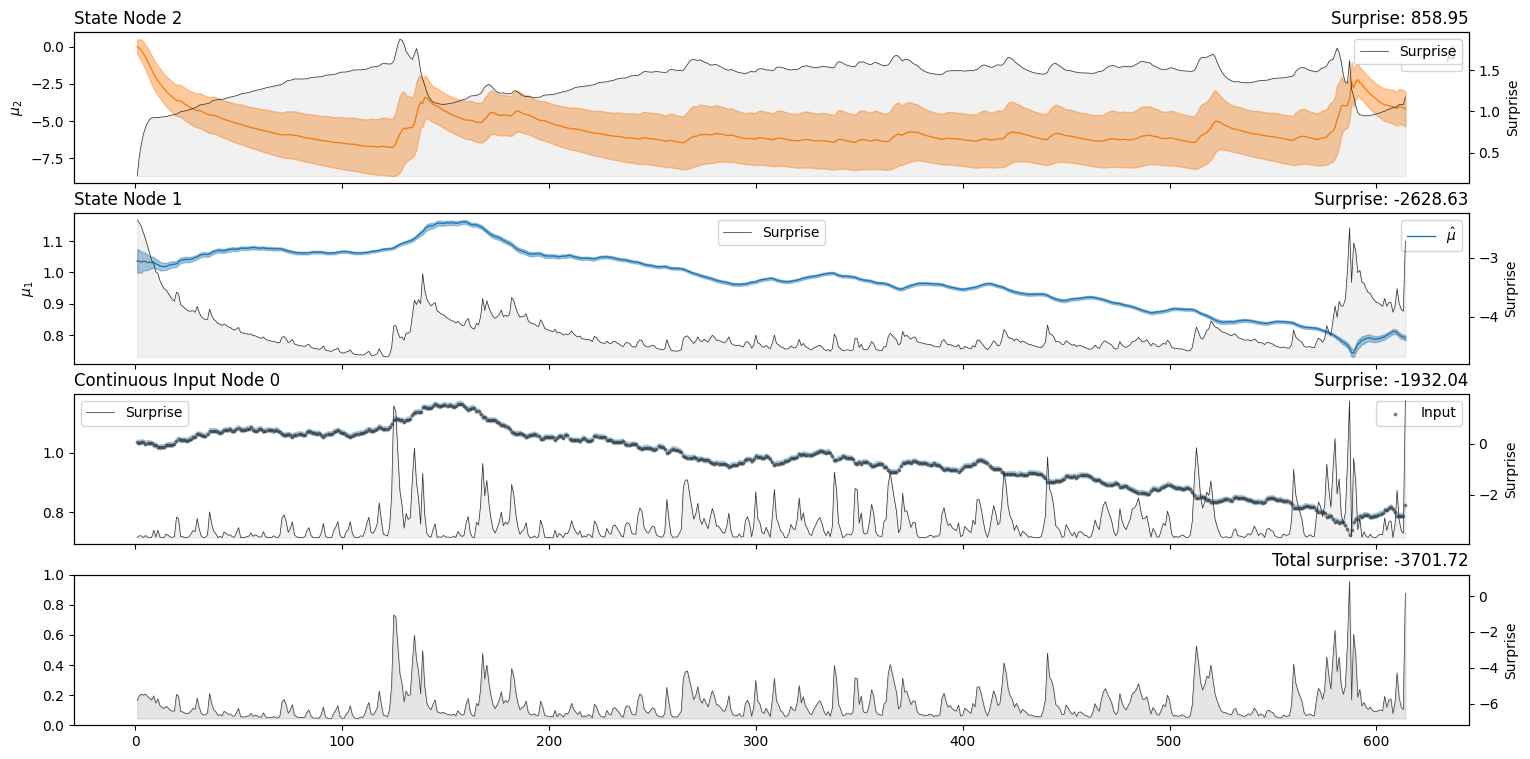 State Node 2
Surprise: 858.95
Surprise
0.0
−2.5
−5.0
−7.5
μ2
1.5
1.0
0.5
Surprise
State Node 1
Surprise: -2628.63
Surprise
μ̂
1.1
1.0
0.9
0.8
μ1
−3
−4
Surprise
Continuous Input Node 0
Surprise: -1932.04
Surprise
Input
1.0
0.8
0
−2
Surprise
Total surprise: -3701.72
1.0
0.8
0.6
0.4
0.2
0.0
0
−2
−4
−6
Surprise
0 100 200 300 400 500 600